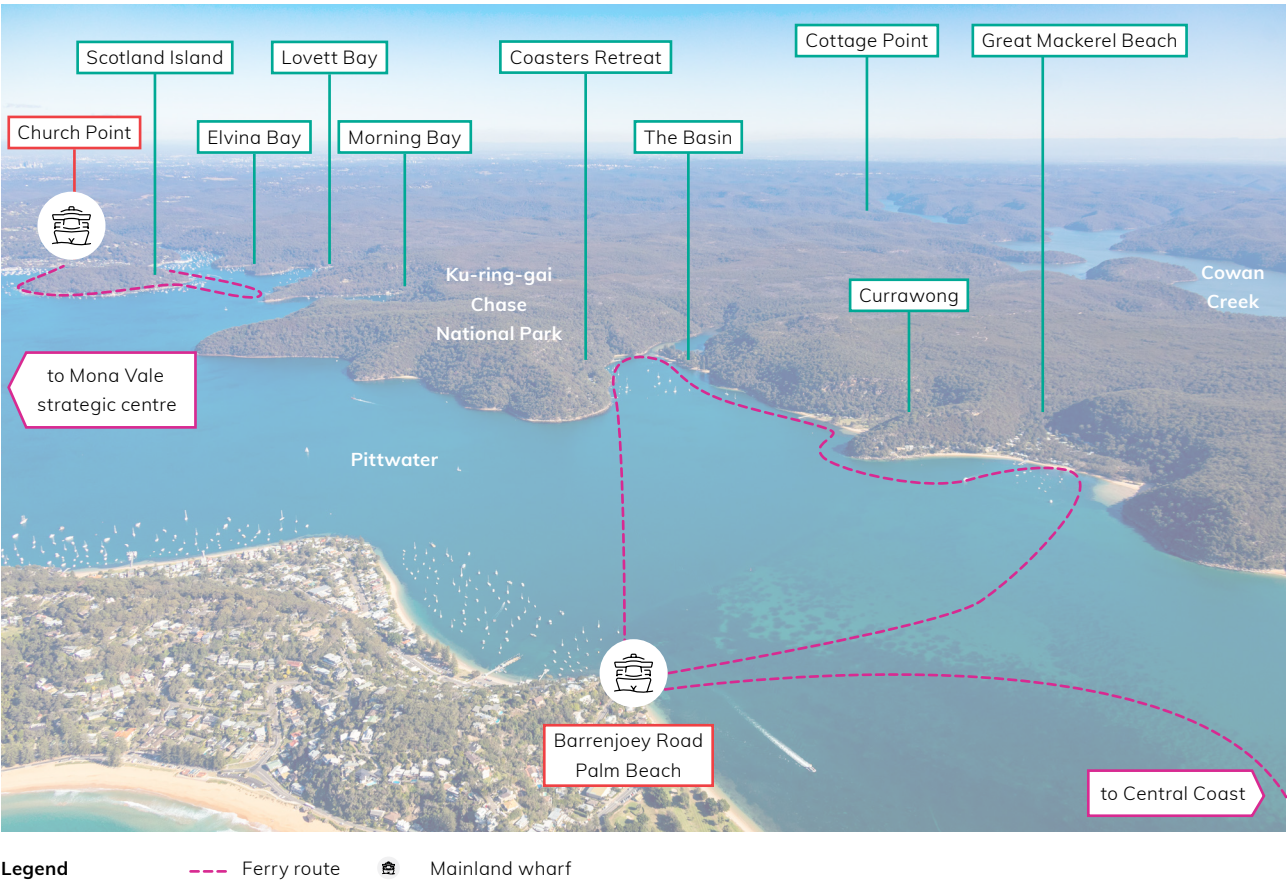 Cottage Point
Great Mackerel Beach
Scotland Island
Lovett Bay
Coasters Retreat
Church Point
Elvina Bay
Morning Bay
The Basin
Ku-ring-gai
Chase
National Park
Cowan
Creek
Currawong
to Mona Vale
strategic centre
Pittwater
Barrenjoey Road
Palm Beach
to Central Coast
Legend
Ferry route
Mainland wharf